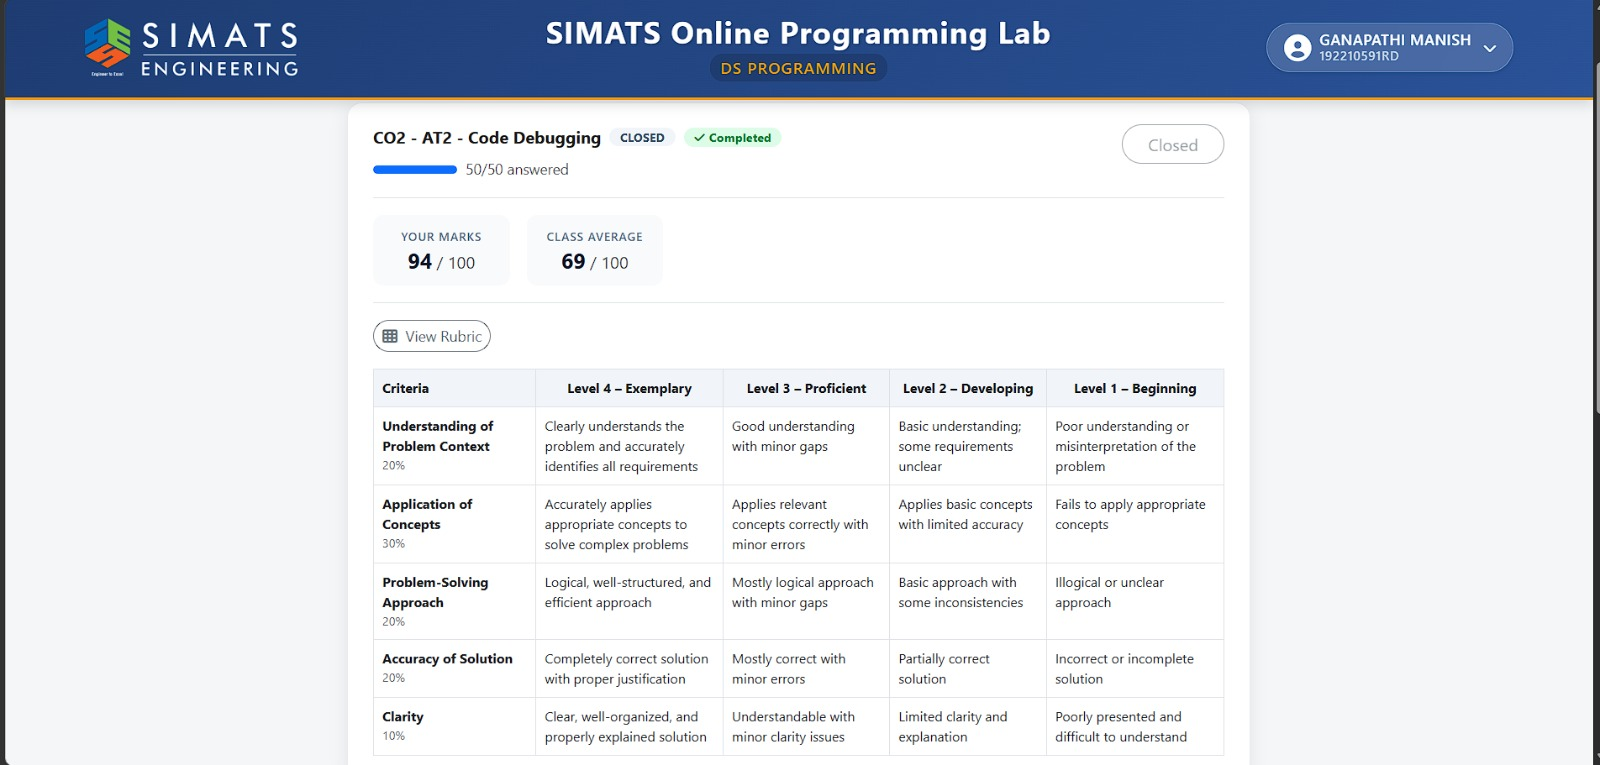 SIMATS
ENGINEERING
Engineer to Excel
SIMATS Online Programming Lab
DS PROGRAMMING
GANAPATHI MANISH
192210591RD
CO2 - AT2 - Code Debugging CLOSED Completed
Closed
50/50 answered
YOUR MARKS CLASS AVERAGE
94 / 100 69 / 100
View Rubric
Criteria Level 4 – Exemplary Level 3 – Proficient Level 2 – Developing Level 1 – Beginning
Understanding of Problem Context 20%
Clearly understands the problem and accurately identifies all requirements
Good understanding with minor gaps
Basic understanding; some requirements unclear
Poor understanding or misinterpretation of the problem
Application of Concepts 30%
Accurately applies appropriate concepts to solve complex problems
Applies relevant concepts correctly with minor errors
Applies basic concepts with limited accuracy
Fails to apply appropriate concepts
Problem-Solving Approach 20%
Logical, well-structured, and efficient approach
Mostly logical approach with minor gaps
Basic approach with some inconsistencies
Illogical or unclear approach
Accuracy of Solution 20%
Completely correct solution with proper justification
Mostly correct with minor errors
Partially correct solution
Incorrect or incomplete solution
Clarity 10%
Clear, well-organized, and properly explained solution
Understandable with minor clarity issues
Limited clarity and explanation
Poorly presented and difficult to understand